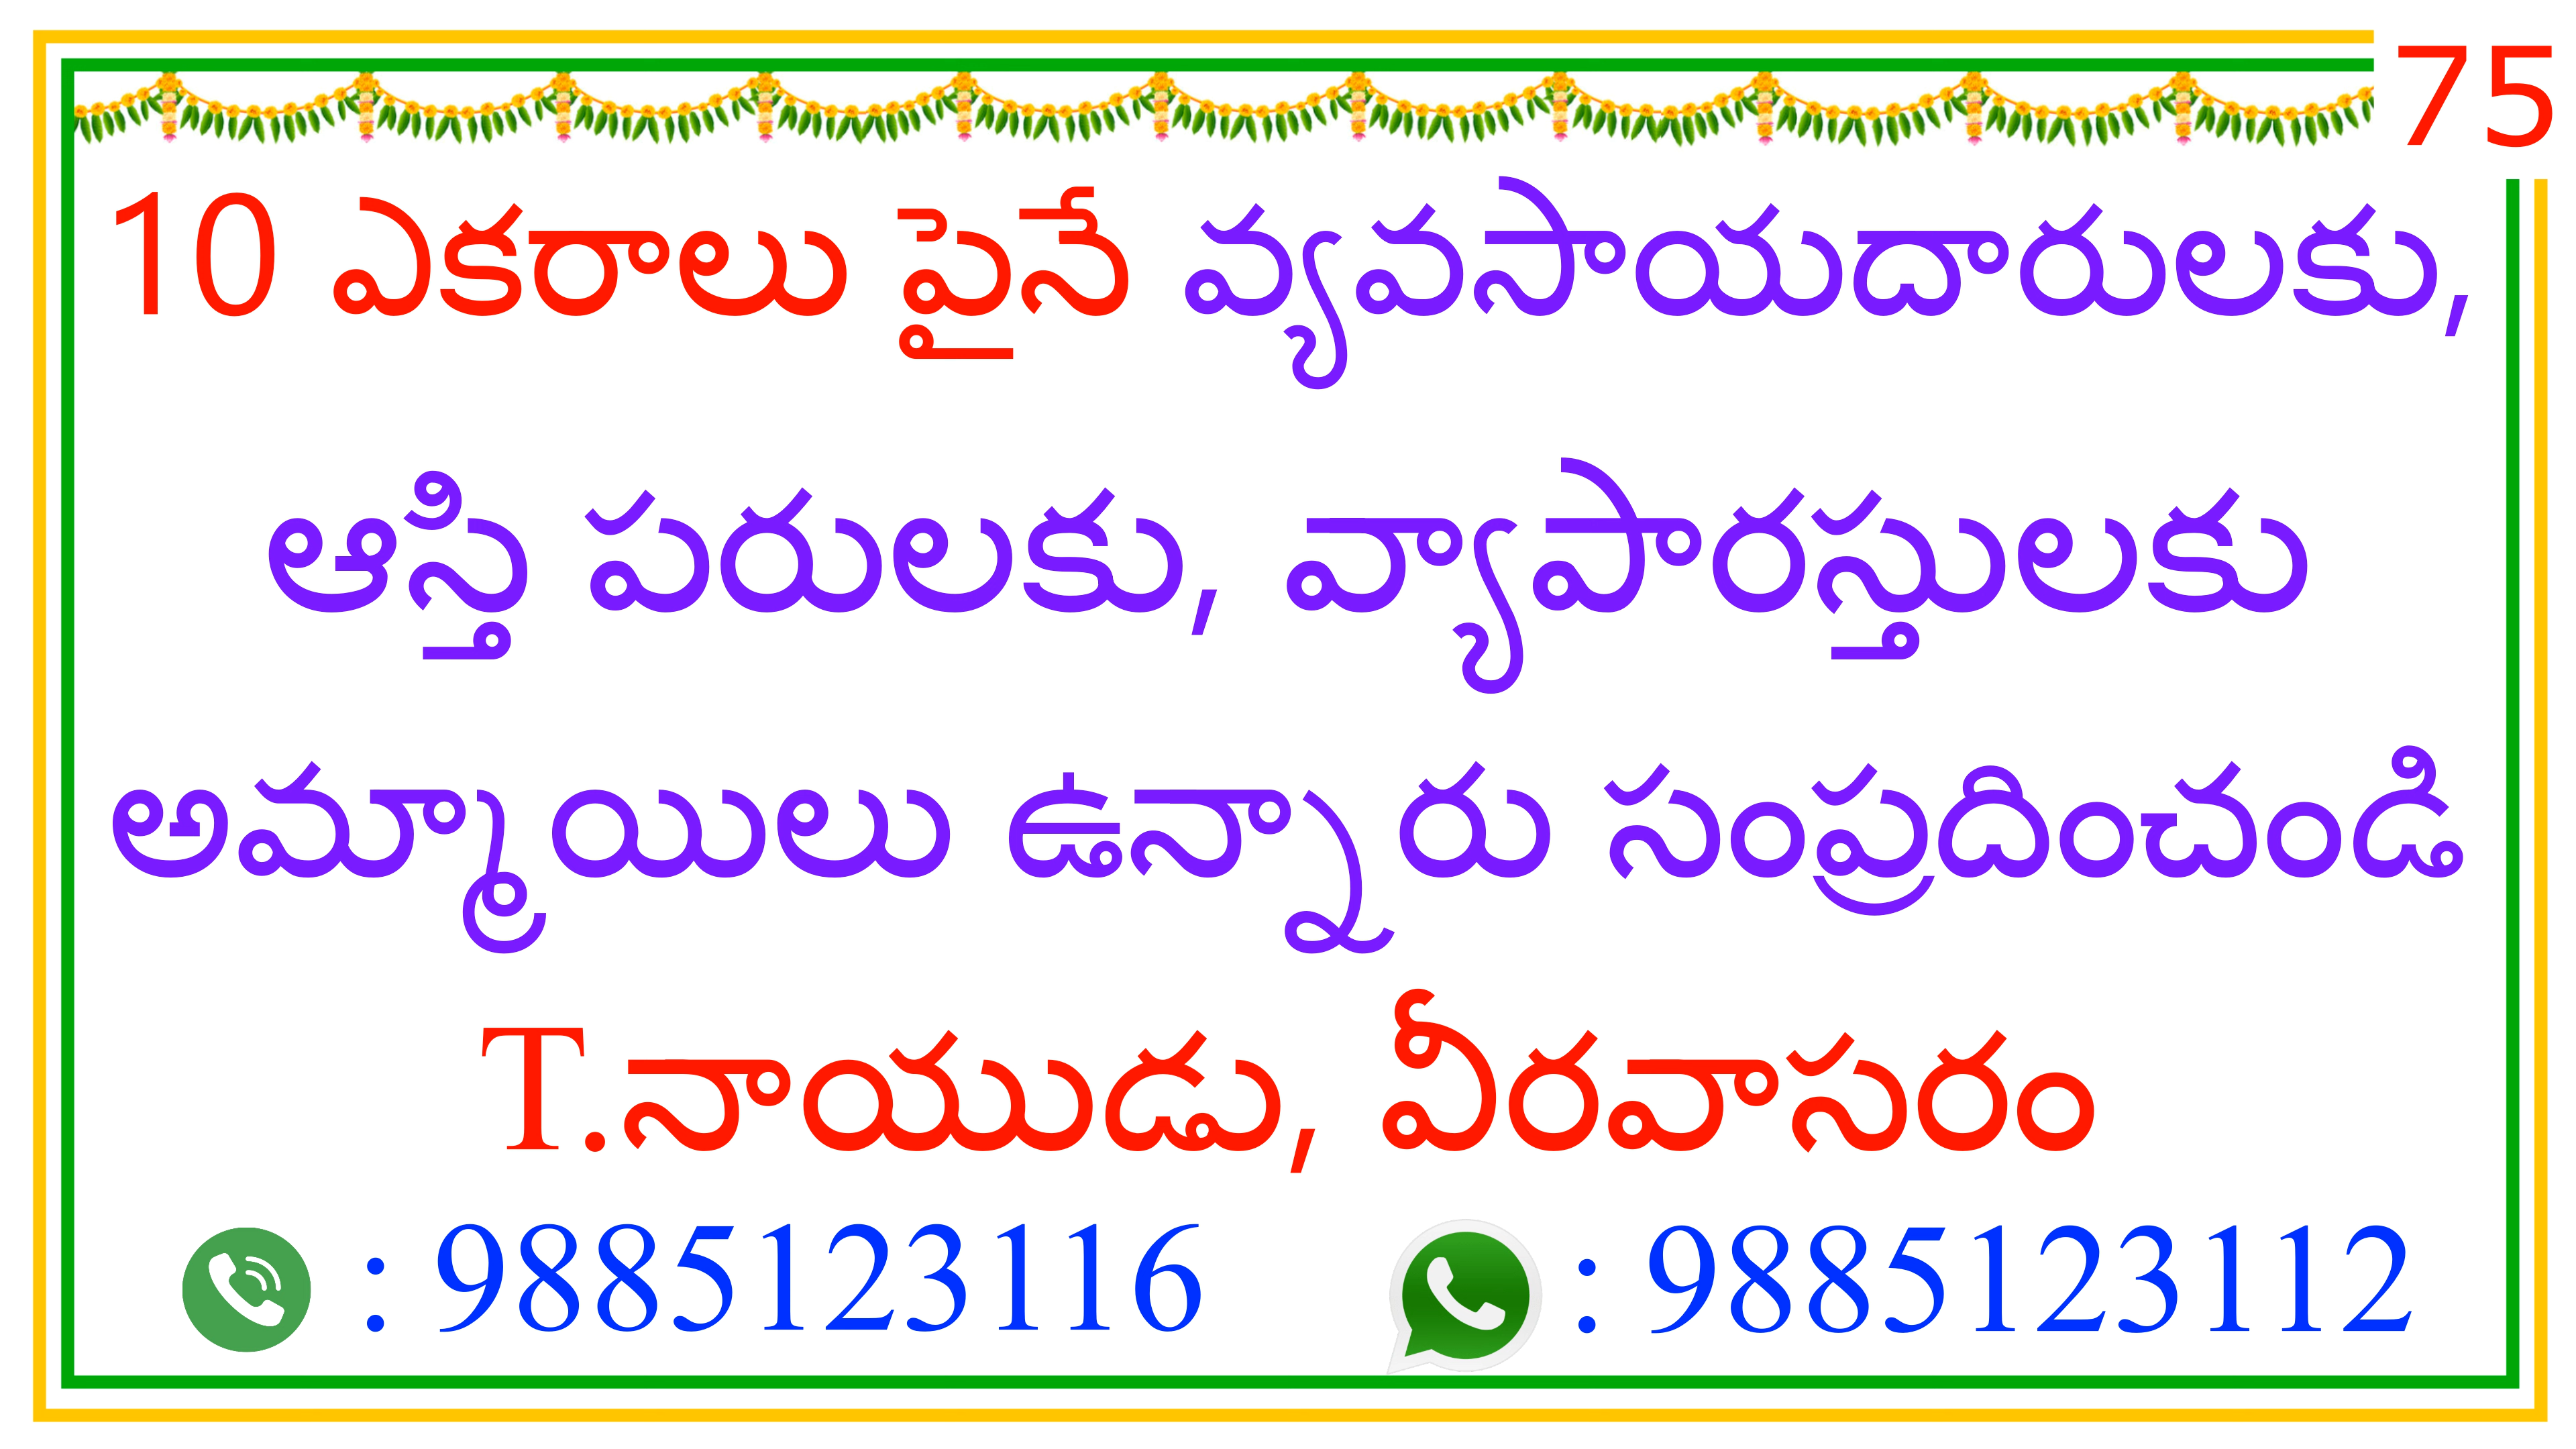 75
10 ఎకరాలు పైనే వ్యవసాయదారులకు,
ఆస్తి పరులకు, వ్యాపారస్తులకు
అమ్మాయిలు ఉన్నారు సంప్రదించండి
T.నాయుడు, వీరవాసరం
: 9885123116 : 9885123112